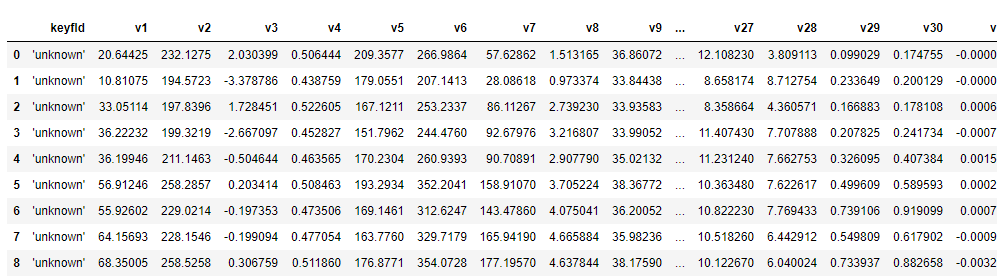 keyfld v1 v2 v3 v4 v5 v6 v7 v8 v9 ... v27 v28 v29 v30 v
0 'unknown' 20.64425 232.1275 2.030399 0.506444 209.3577 266.9864 57.62862 1.513165 36.86072 ... 12.108230 3.809113 0.099029 0.174755 -0.0000
1 'unknown' 10.81075 194.5723 -3.378786 0.438759 179.0551 207.1413 28.08618 0.973374 33.84438 ... 8.658174 8.712754 0.233649 0.200129 -0.0000
2 'unknown' 33.05114 197.8396 1.728451 0.522605 167.1211 253.2337 86.11267 2.739230 33.93583 ... 8.358664 4.360571 0.166883 0.178108 0.0006
3 'unknown' 36.22232 199.3219 -2.667097 0.452827 151.7962 244.4760 92.67976 3.216807 33.99052 ... 11.407430 7.707888 0.207825 0.241734 -0.0007
4 'unknown' 36.19946 211.1463 -0.504644 0.463565 170.2304 260.9393 90.70891 2.907790 35.02132 ... 11.231240 7.662753 0.326095 0.407384 0.0015
5 'unknown' 56.91246 258.2857 0.203414 0.508463 193.2934 352.2041 158.91070 3.705224 38.36772 ... 10.363480 7.622617 0.499609 0.589593 0.0002
6 'unknown' 55.92602 229.0214 -0.197353 0.473506 169.1461 312.6247 143.47860 4.075041 36.20052 ... 10.822230 7.769433 0.739106 0.919099 0.0007
7 'unknown' 64.15693 228.1546 -0.199094 0.477054 163.7760 329.7179 165.94190 4.665884 35.98236 ... 10.518260 6.442912 0.549809 0.617902 -0.0009
8 'unknown' 68.35005 258.5258 0.306759 0.511860 176.8771 354.0728 177.19570 4.637844 38.17590 ... 10.122670 6.040024 0.733937 0.882658 -0.0032